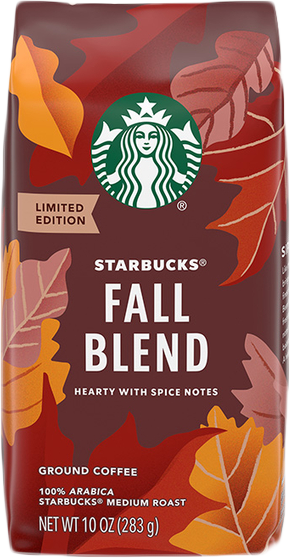 LIMITED
EDITION
STARBUCKS®
FALL
BLEND
HEARTY WITH SPICE NOTES
GROUND COFFEE
100% ARABICA
STARBUCKS® MEDIUM ROAST
NET WT 10 OZ (283 g)